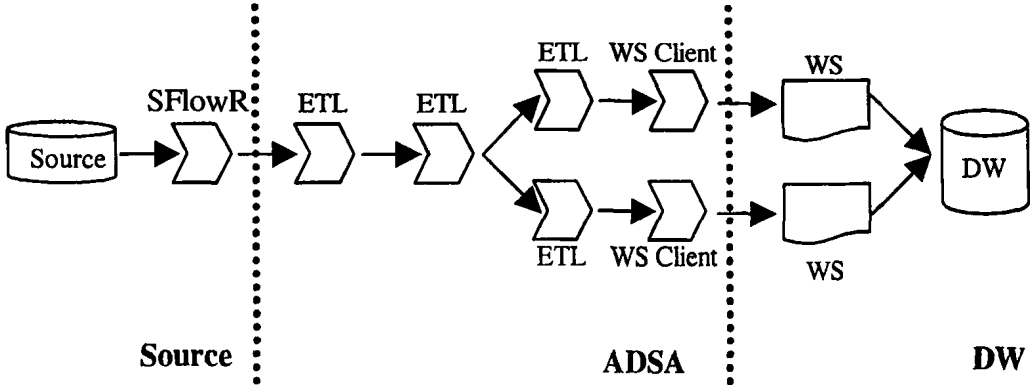 ETL WS Client
WS
SFlowR
ETL
ETL
Source
DW
ETL WS Client
WS
Source
ADSA
DW